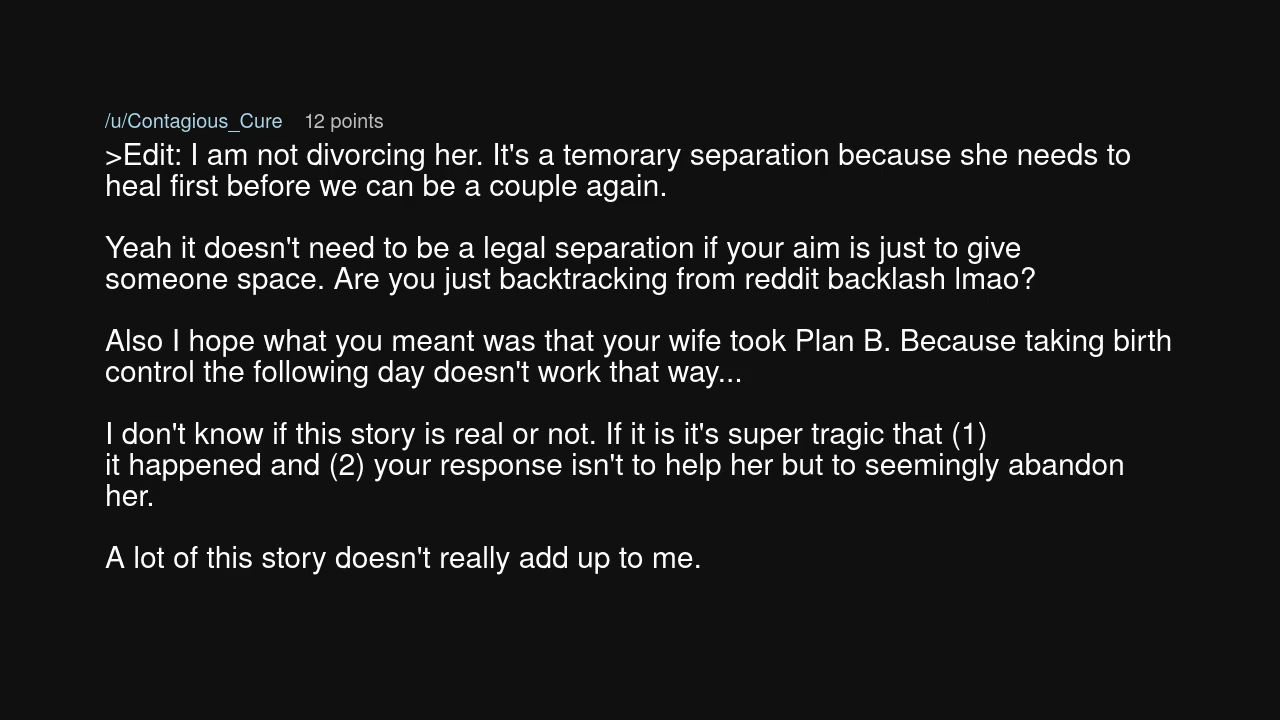 /u/Contagious_Cure 12 points
>Edit: I am not divorcing her. It's a temorary separation because she needs to
heal first before we can be a couple again.
Yeah it doesn't need to be a legal separation if your aim is just to give
someone space. Are you just backtracking from reddit backlash lmao?
Also I hope what you meant was that your wife took Plan B. Because taking birth
control the following day doesn't work that way...
I don't know if this story is real or not. If it is it's super tragic that (1)
it happened and (2) your response isn't to help her but to seemingly abandon
her.
A lot of this story doesn't really add up to me.